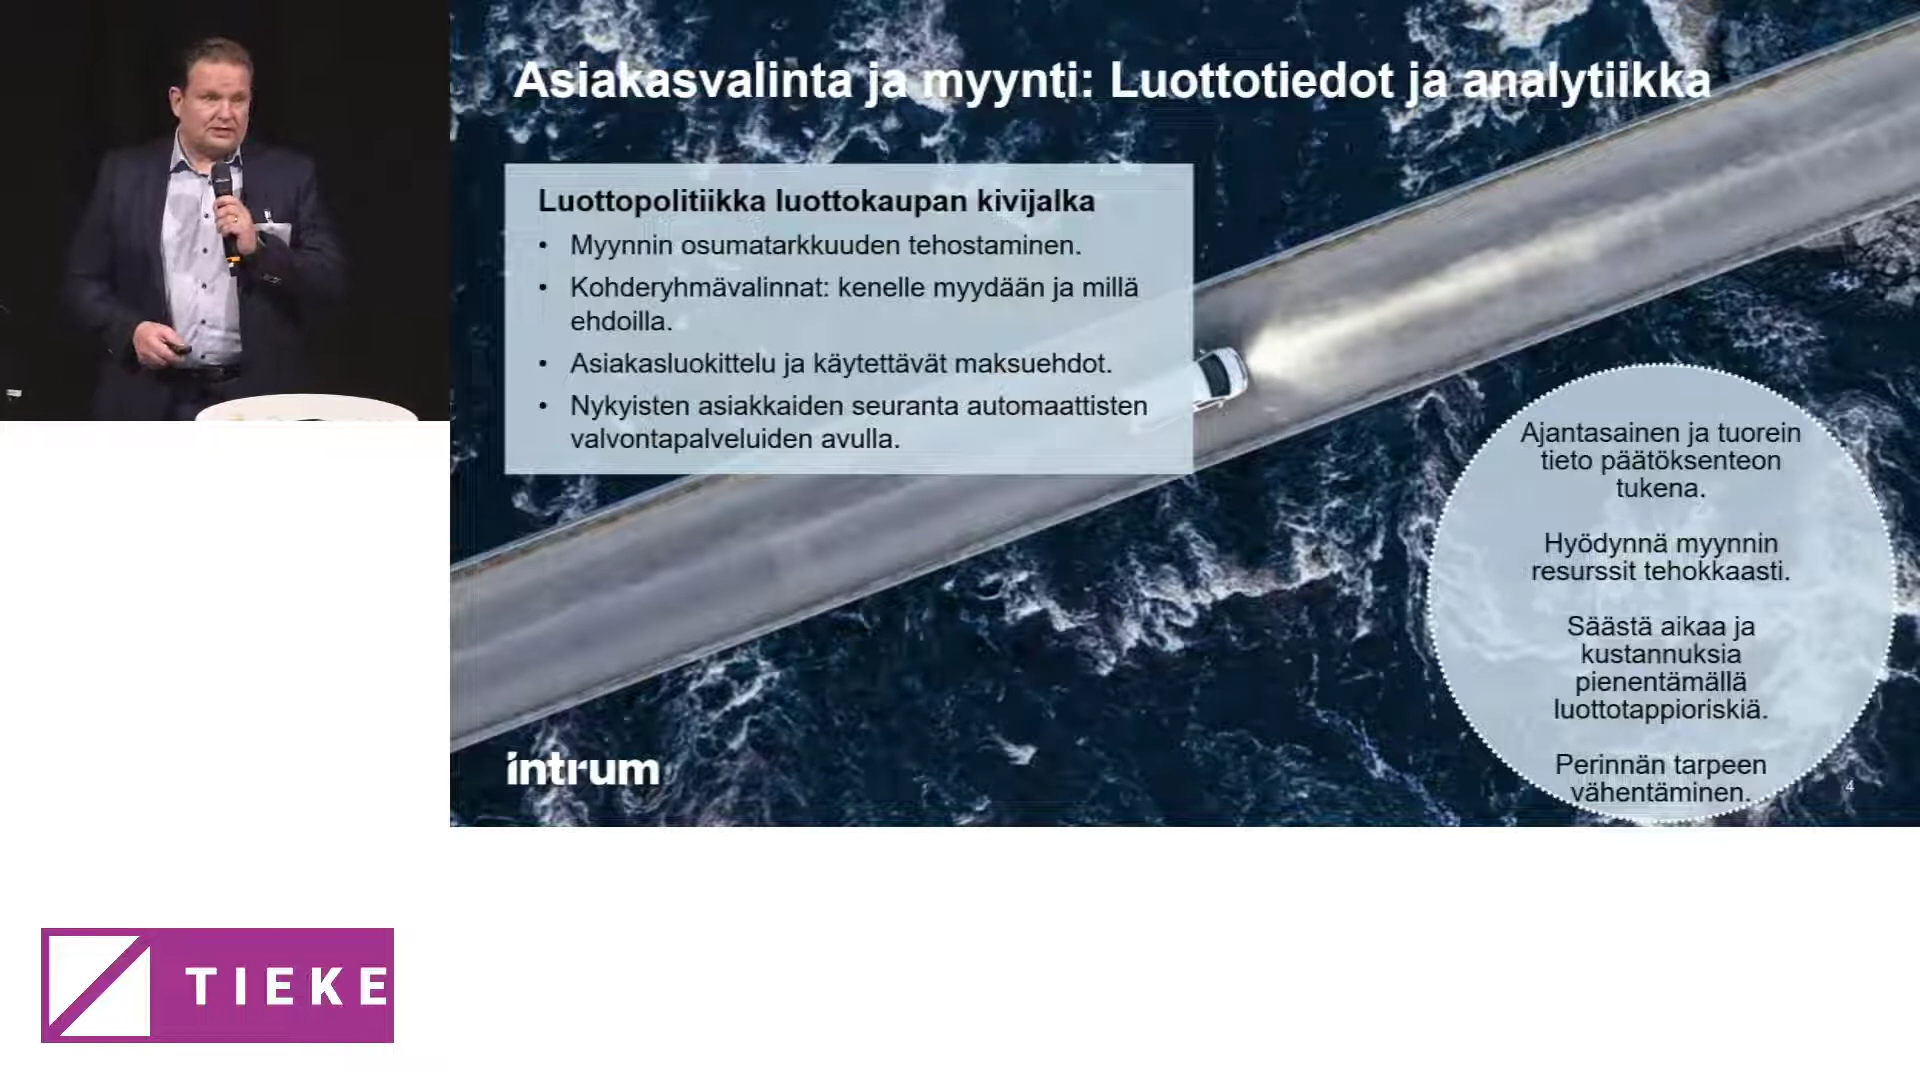 Asiakasvalinta ja myynti: Luottotiedot ja analytiikka
Luottopolitiikka luottokaupan kivijalka
• Myynnin osumatarkkuuden tehostaminen.
• Kohderyhmävalinnat: kenelle myydään ja millä
ehdoilla.
• Asiakasluokittelu ja käytettävät maksuehdot.
• Nykyisten asiakkaiden seuranta automaattisten
valvontapalveluiden avulla.
Ajantasainen ja tuorein
tieto päätöksenteon
tukena.
Hyödynnä myynnin
resurssit tehokkaasti.
Säästä aikaa ja
kustannuksia
pienentämällä
luottotappioriskiä.
Perinnän tarpeen
vähentäminen.
intrum
4
TIEKE